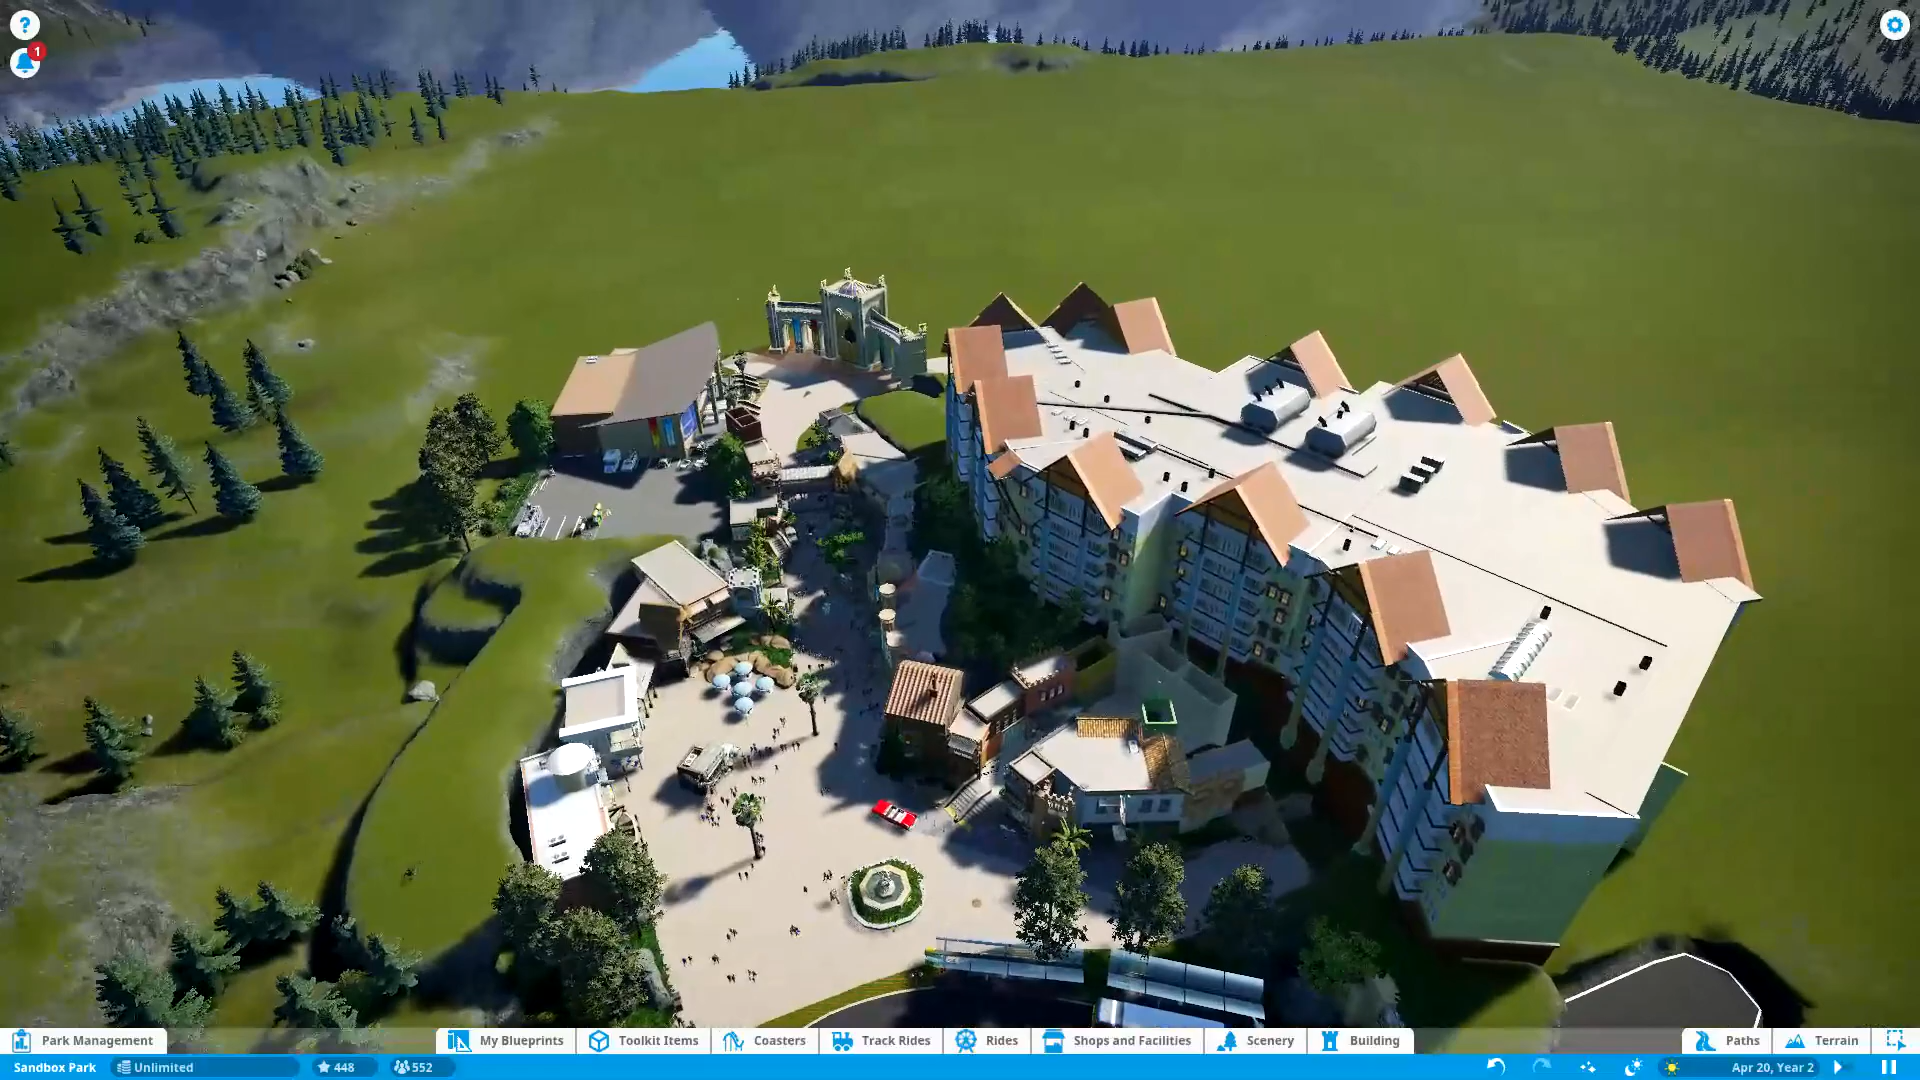 ?
1
Park Management
My Blueprints
Toolkit Items
Coasters
Track Rides
Rides
Shops and Facilities
Scenery
Building
Paths
Terrain
Sandbox Park
Unlimited
448
552
Apr 20, Year 2